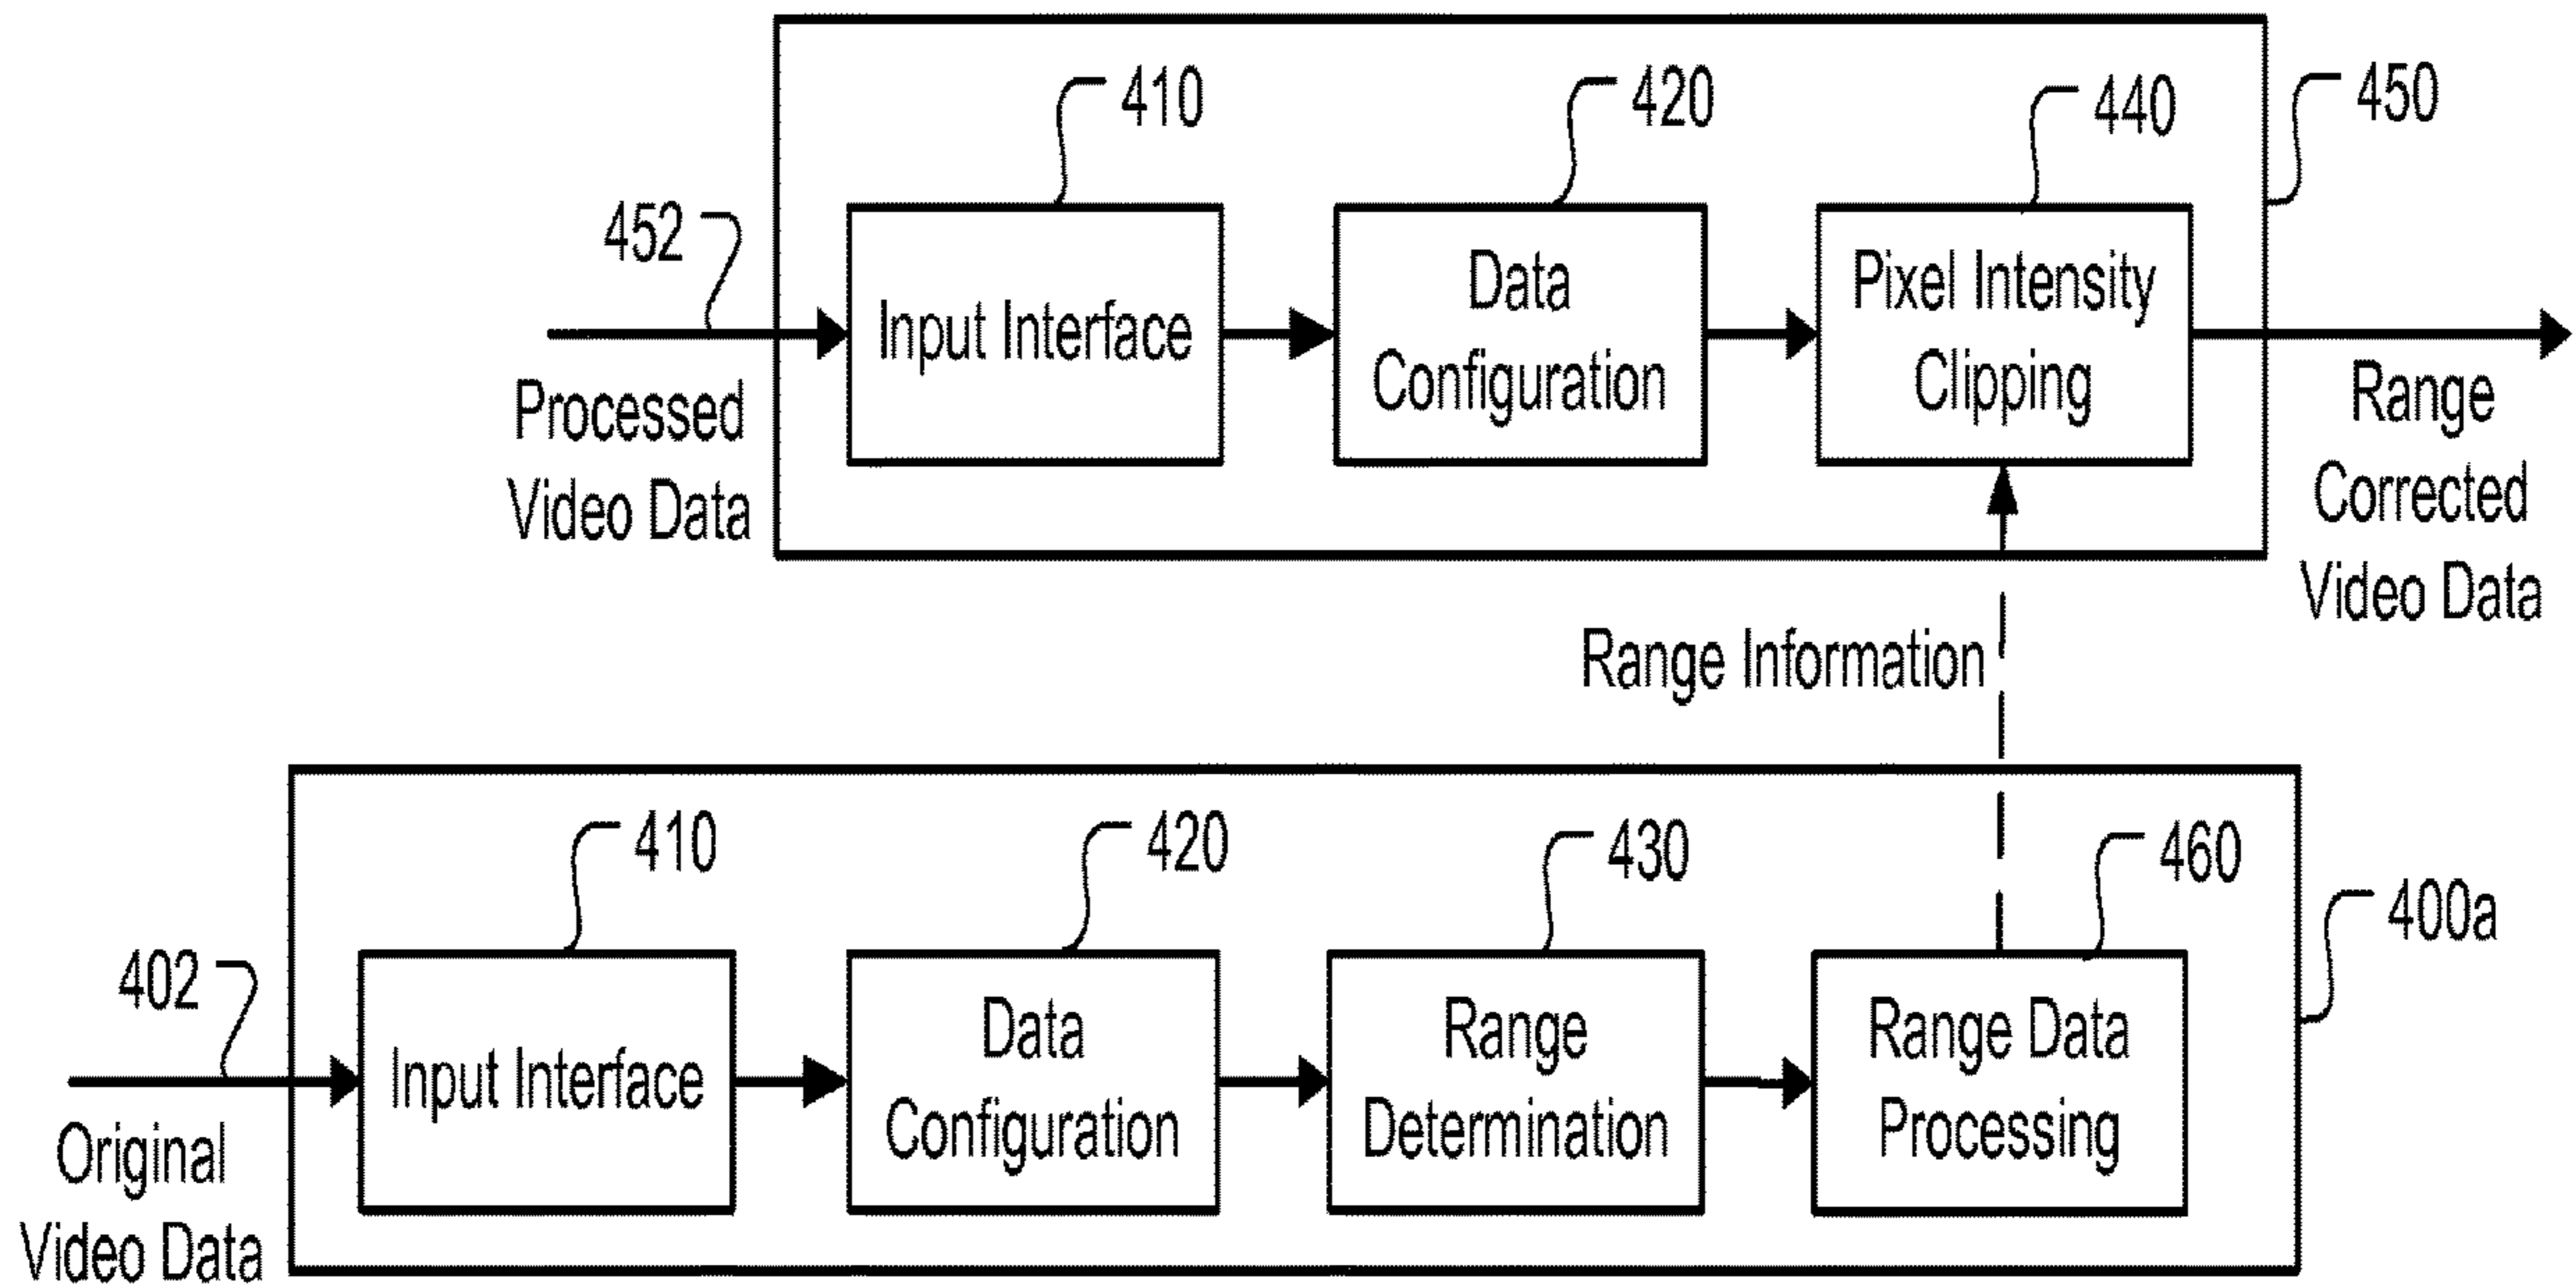 410
420
440
450
452
Input Interface
Data
Configuration
Pixel Intensity
Clipping
Processed
Video Data
Range
Corrected
Video Data
Range Information
410
420
430
460
400a
402
Input Interface
Data
Configuration
Range
Determination
Range Data
Processing
Original
Video Data